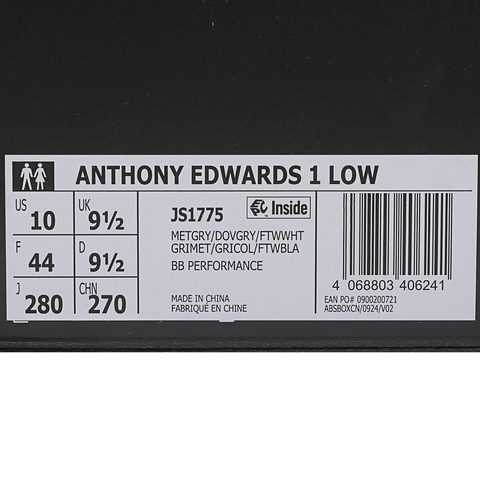 ANTHONY EDWARDS 1 LOW
US 10 UK 9½
F 44 D 9½
J 280 CHN 270
JS1775
Inside
METGRY/DOVGRY/FTWWHT
GRIMET/GRICOL/FTWBLA
BB PERFORMANCE
MADE IN CHINA
FABRIQUÉ EN CHINE
4 068803 406241
EAN PO# 0900200721
ABSBOXCN/0924/V02